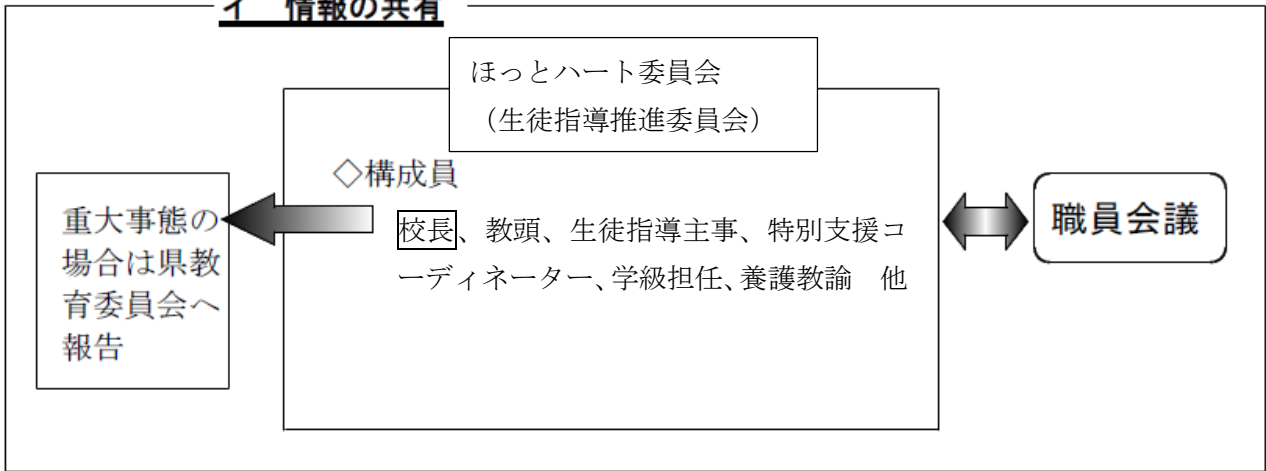 イ　情報の共有
ほっとハート委員会
（生徒指導推進委員会）
◇構成員
校長、教頭、生徒指導主事、特別支援コ
ーディネーター、学級担任、養護教諭　他
重大事態の
場合は県教
育委員会へ
報告
職員会議